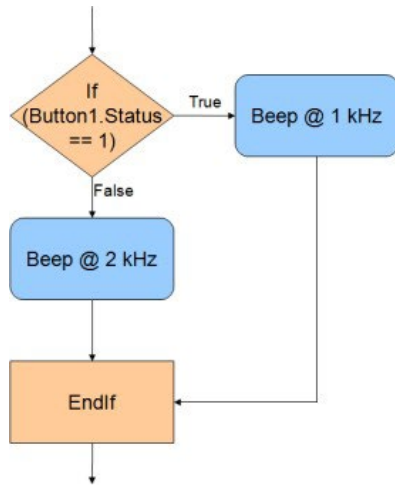 If
(Button1.Status
== 1)
True
Beep @ 1 kHz
False
Beep @ 2 kHz
EndIf